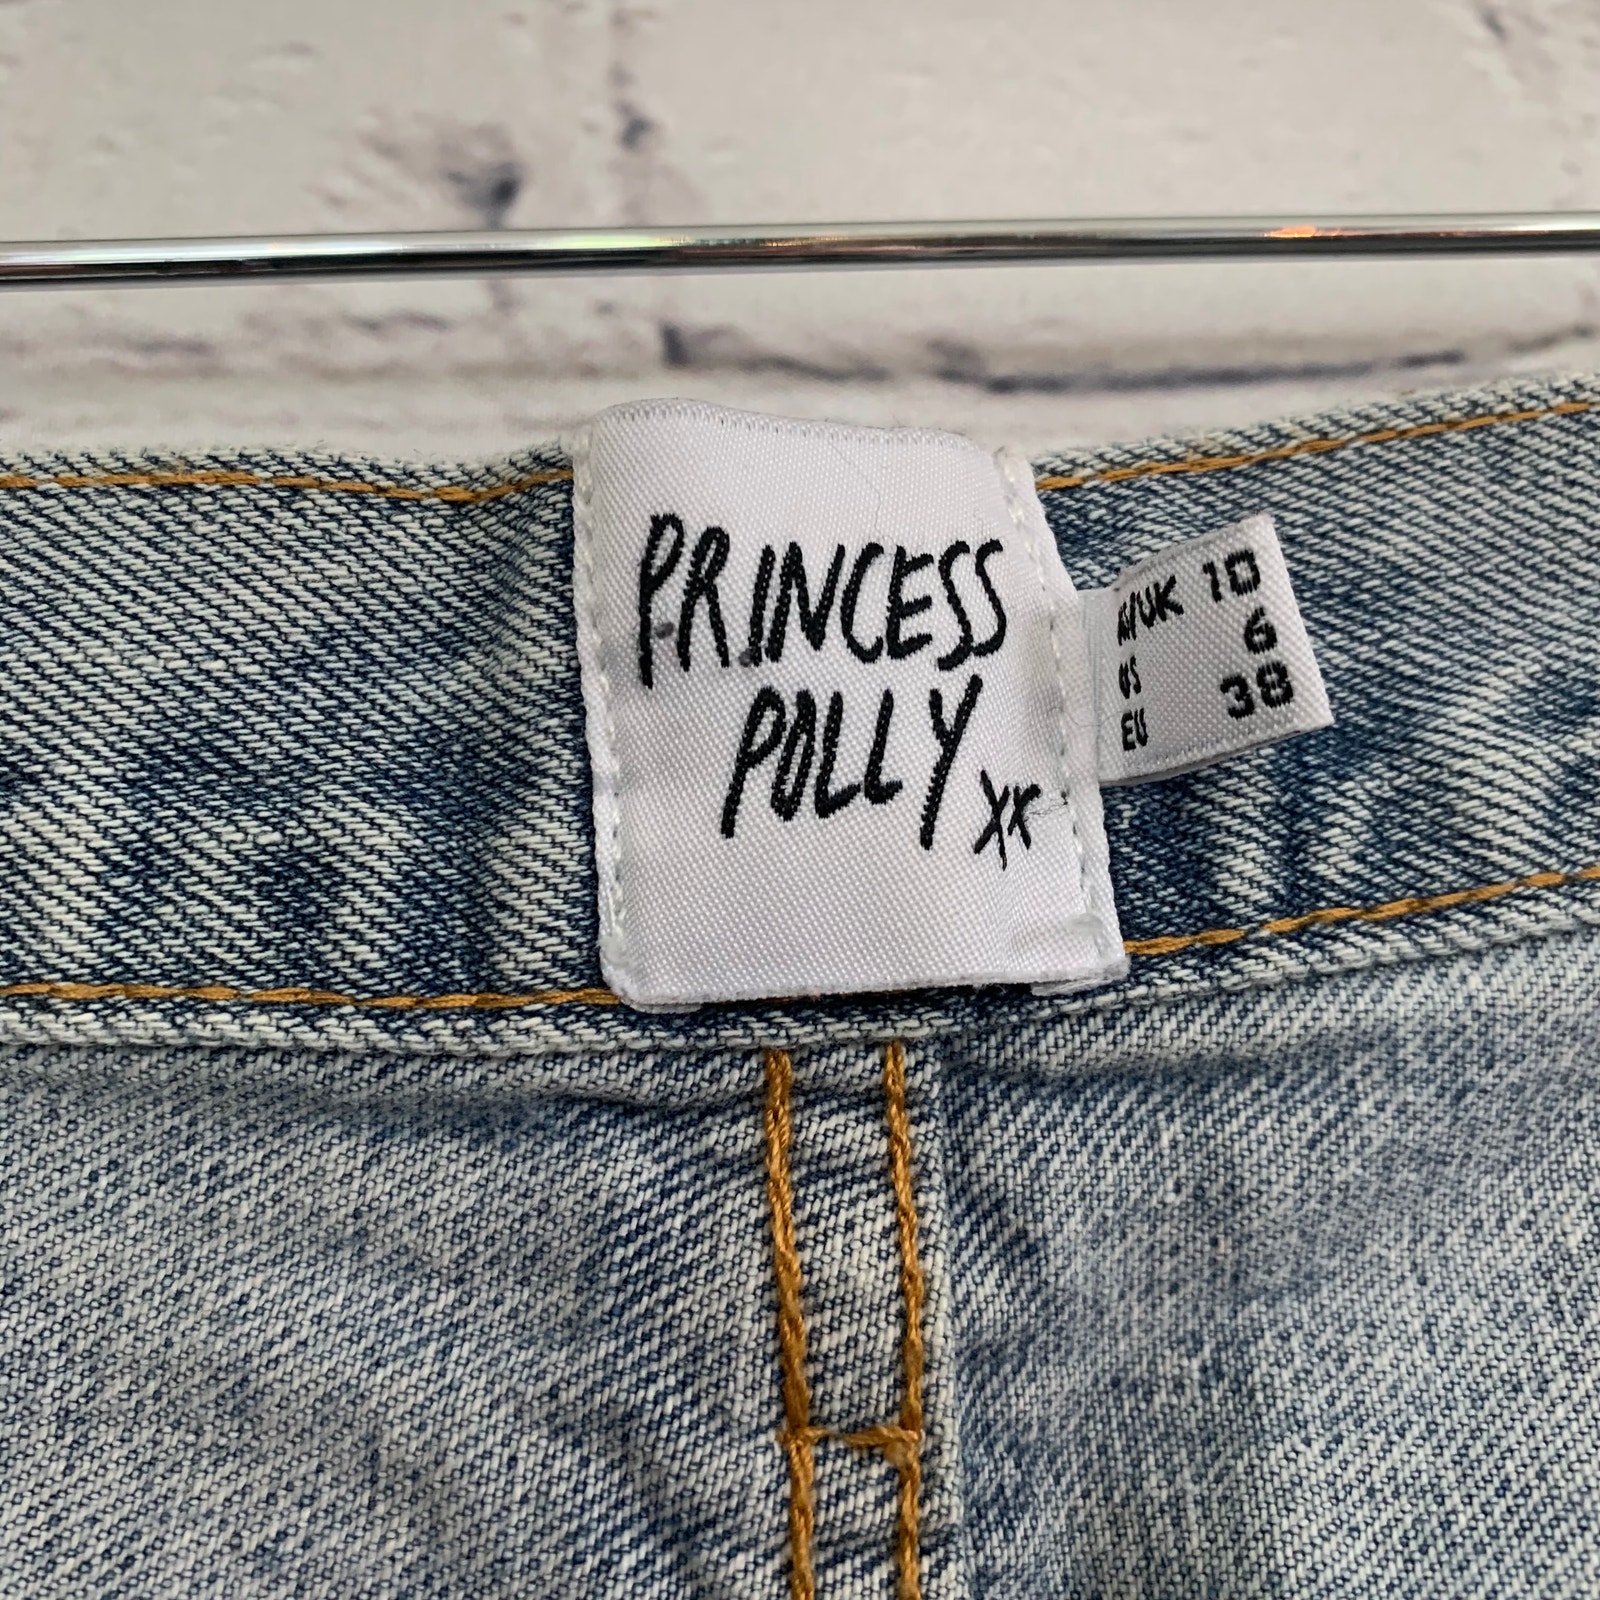 PRINCESS
POLLY xx
AU/UK 10
US 6
EU 38